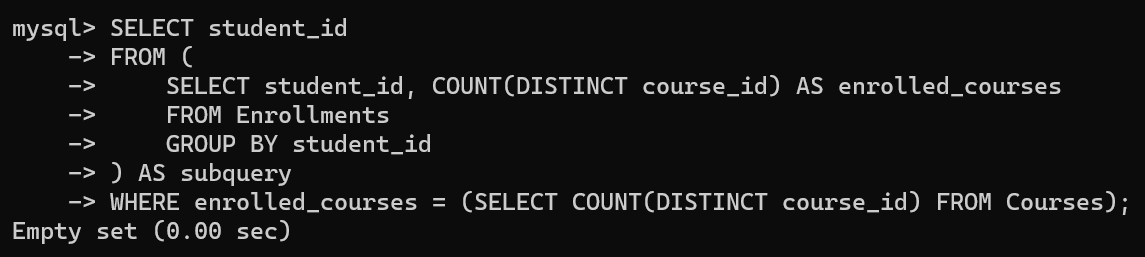 mysql> SELECT student_id
    -> FROM (
    ->     SELECT student_id, COUNT(DISTINCT course_id) AS enrolled_courses
    ->     FROM Enrollments
    ->     GROUP BY student_id
    -> ) AS subquery
    -> WHERE enrolled_courses = (SELECT COUNT(DISTINCT course_id) FROM Courses);
Empty set (0.00 sec)